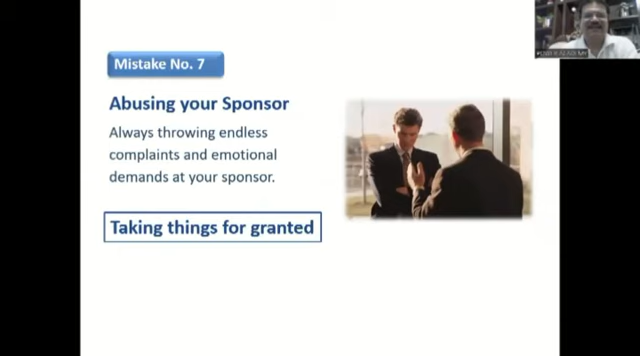 Mistake No. 7
Abusing your Sponsor
Always throwing endless
complaints and emotional
demands at your sponsor.
Taking things for granted